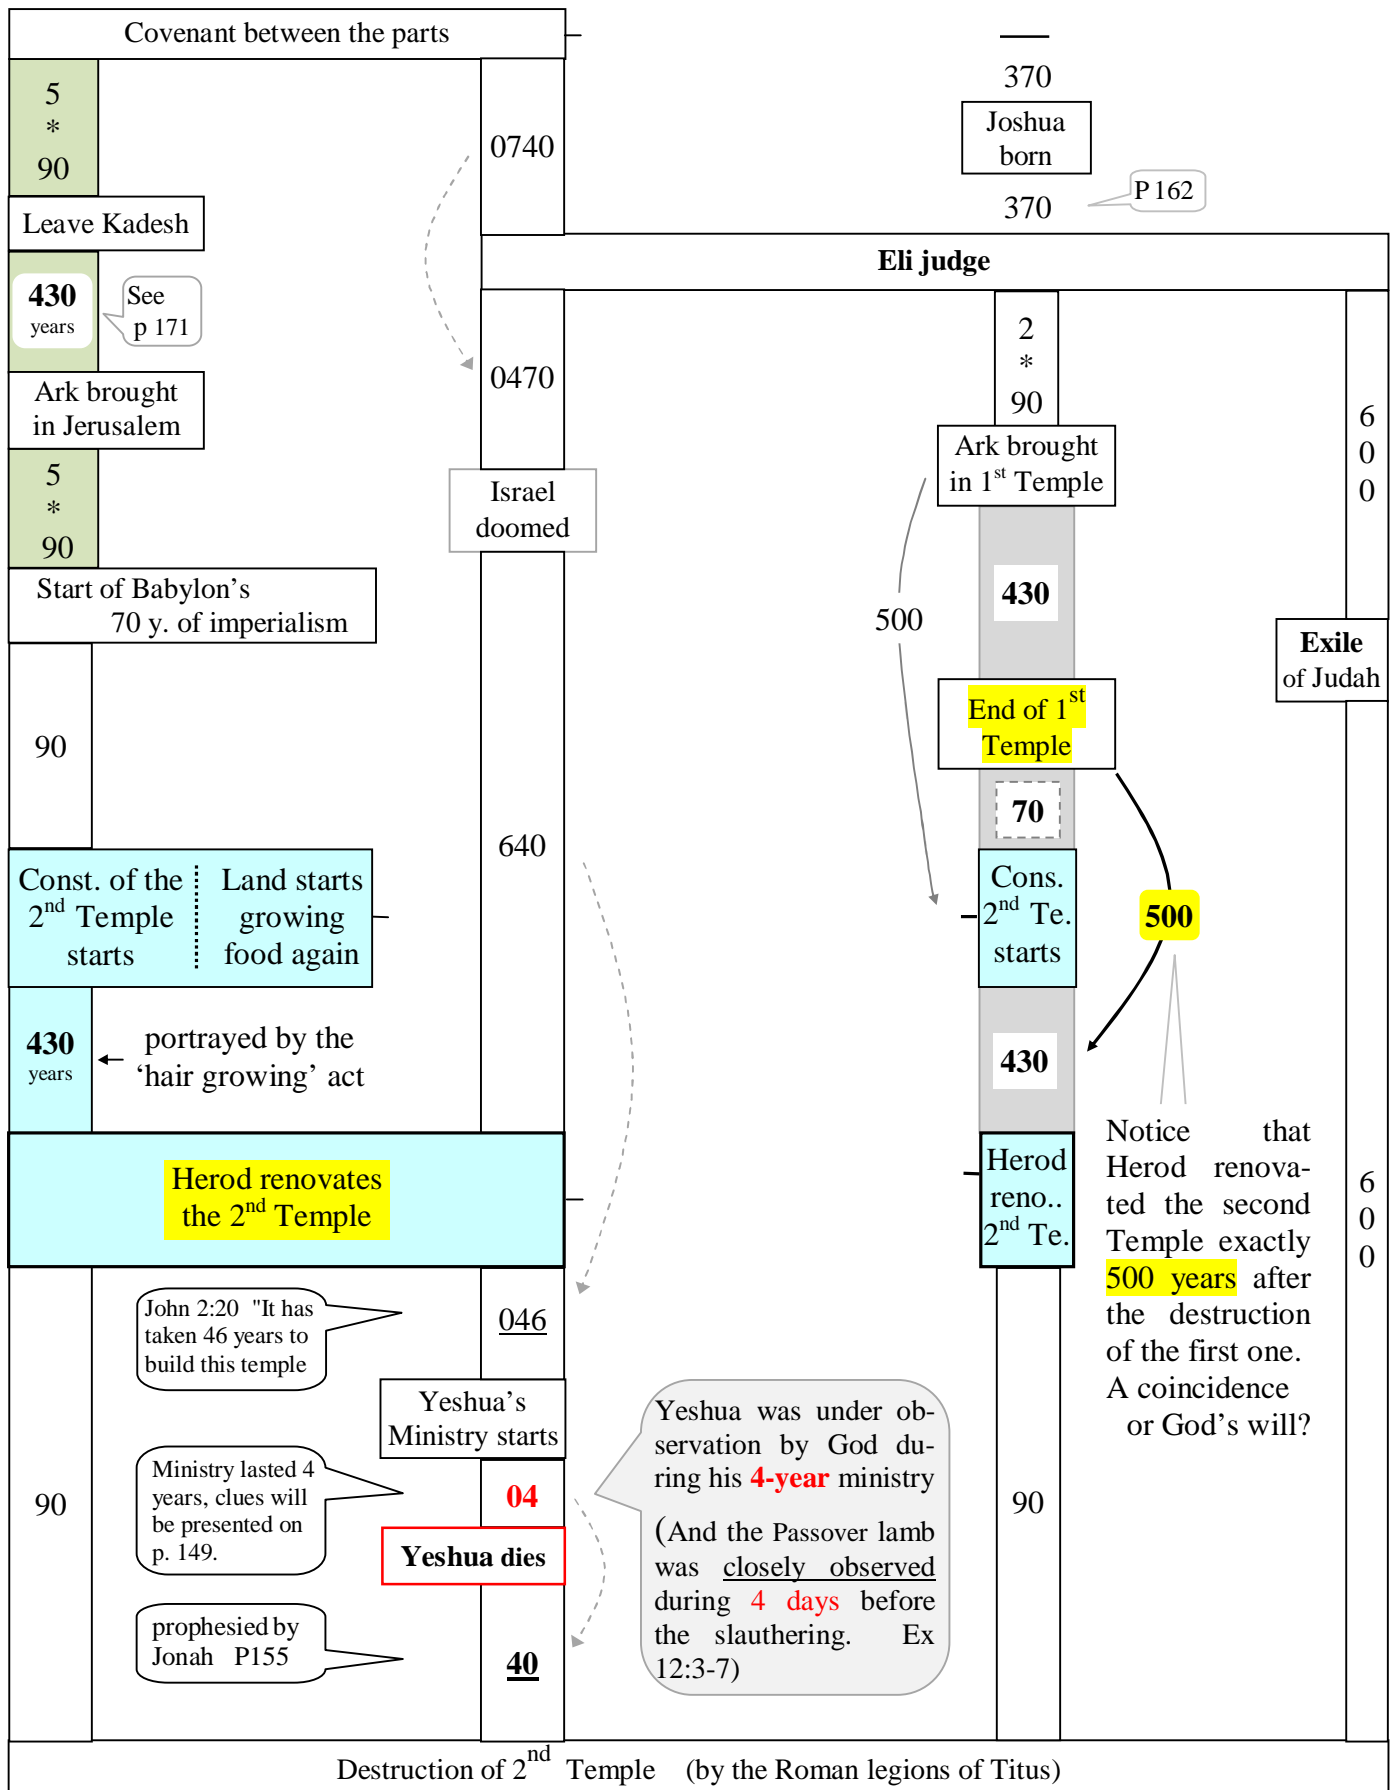 Covenant between the parts
5
*
90
Leave Kadesh
430
years
See
p 171
Ark brought
in Jerusalem
5
*
90
Start of Babylon’s
70 y. of imperialism
90
Const. of the
2nd Temple
starts
Land starts
growing
food again
430
years
portrayed by the
‘hair growing’ act
Herod renovates
the 2nd Temple
90
0740
0470
Israel
doomed
640
John 2:20 "It has
taken 46 years to
build this temple
046
Yeshua’s
Ministry starts
Ministry lasted 4
years, clues will
be presented on
p. 149.
04
Yeshua dies
prophesied by
Jonah P155
40
Yeshua was under ob-
servation by God du-
ring his 4-year ministry
(And the Passover lamb
was closely observed
during 4 days before
the slauthering. Ex
12:3-7)
370
Joshua
born
370
P 162
Eli judge
2
*
90
Ark brought
in 1st Temple
500
430
End of 1st
Temple
70
Cons.
2nd Te.
starts
500
430
Herod
reno..
2nd Te.
90
Notice that
Herod renova-
ted the second
Temple exactly
500 years after
the destruction
of the first one.
A coincidence
or God’s will?
6
0
0
Exile
of Judah
6
0
0
Destruction of 2nd Temple (by the Roman legions of Titus)